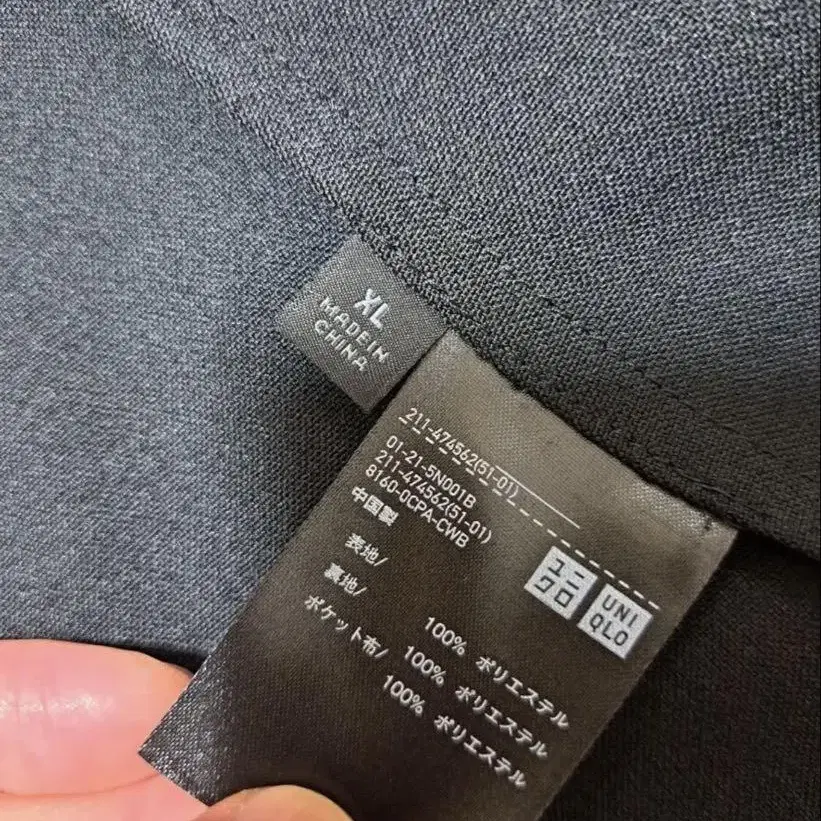 XL
MADE IN
CHINA
211-474562(51-01)
01-21-5N001B
211-474562(51-01)
8160-0CPA-CWB
中国製
ユニ
クロ
UNI
QLO
表地/ 100% ポリエステル
裏地/ 100% ポリエステル
ポケット布/ 100% ポリエステル